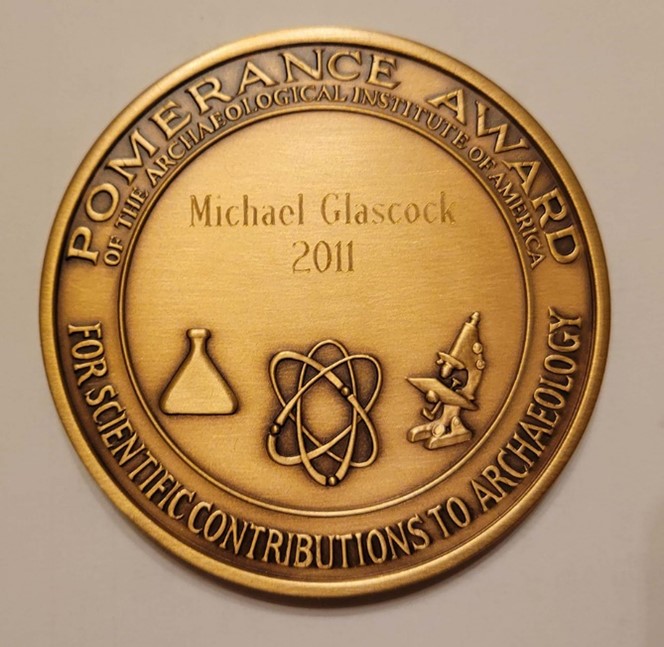 POMERANCE AWARD
OF THE ARCHAEOLOGICAL INSTITUTE OF AMERICA
Michael Glascock
2011
FOR SCIENTIFIC CONTRIBUTIONS TO ARCHAEOLOGY